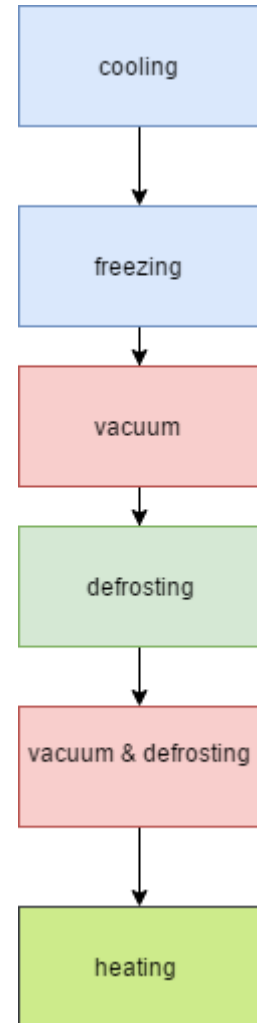 cooling
freezing
vacuum
defrosting
vacuum & defrosting
heating